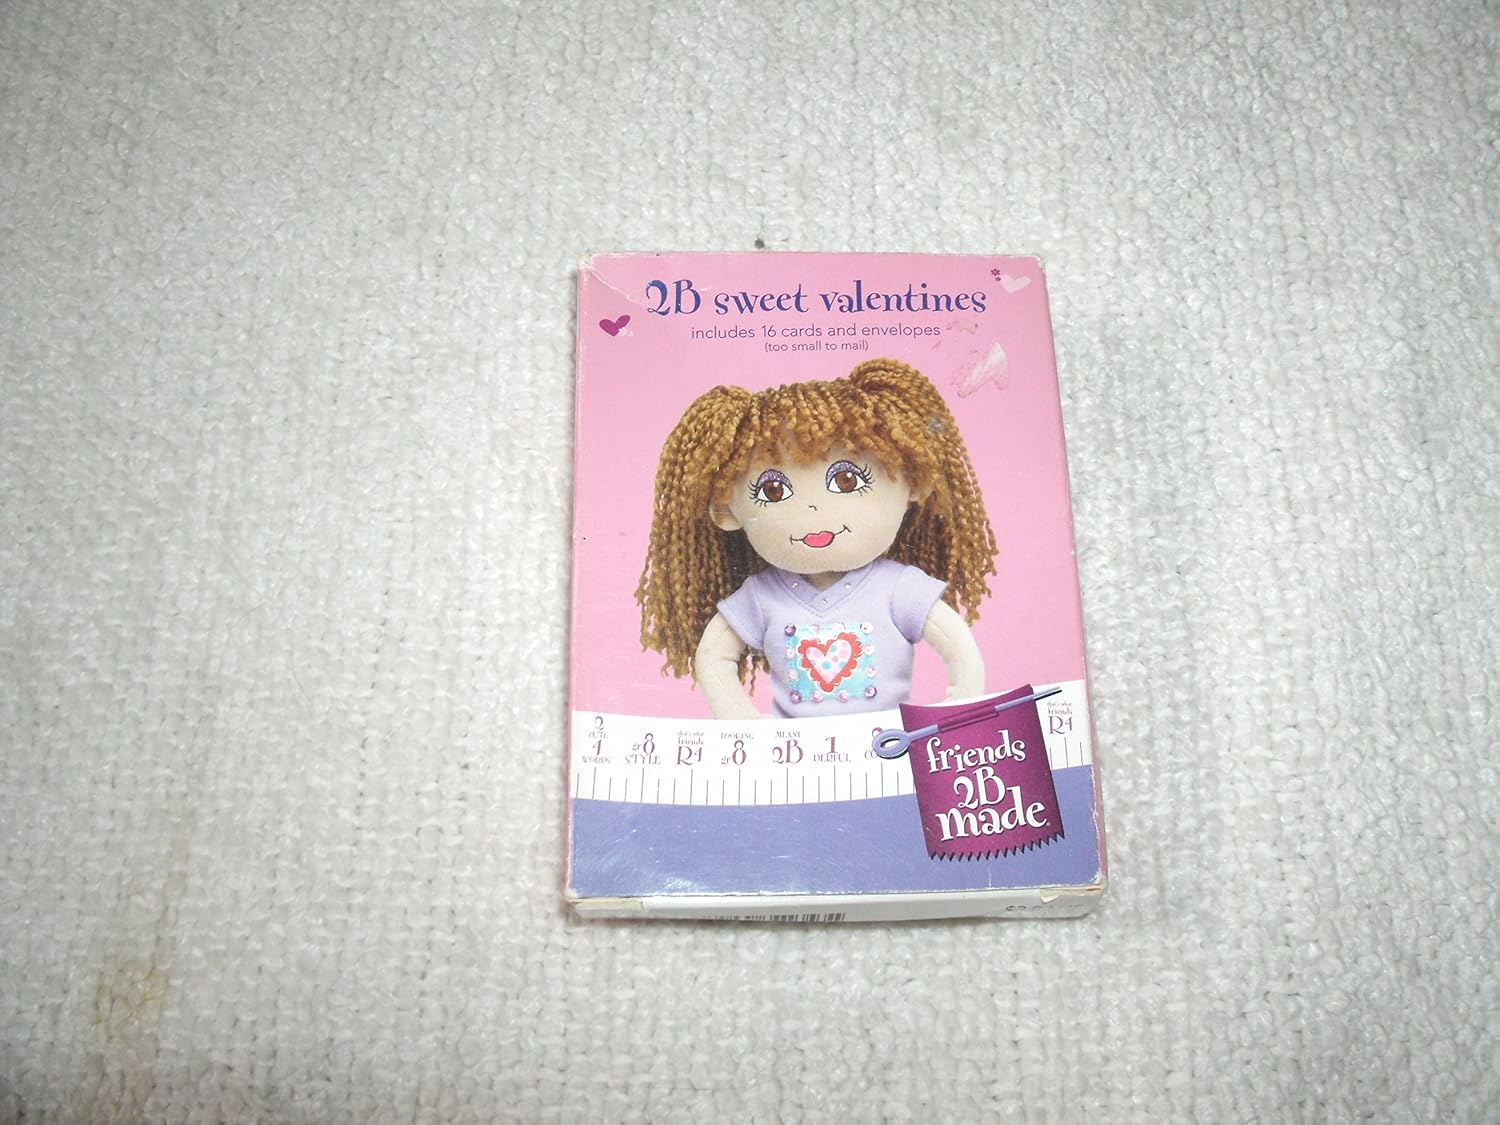 2B sweet valentines
includes 16 cards and envelopes
(too small to mail)
2 CUTE 4 WORDS
gr8 STYLE
that's what friends R4
LOOKING gr8
MEANT 2B
1 DERFUL
that's what friends R4
friends
2B
made